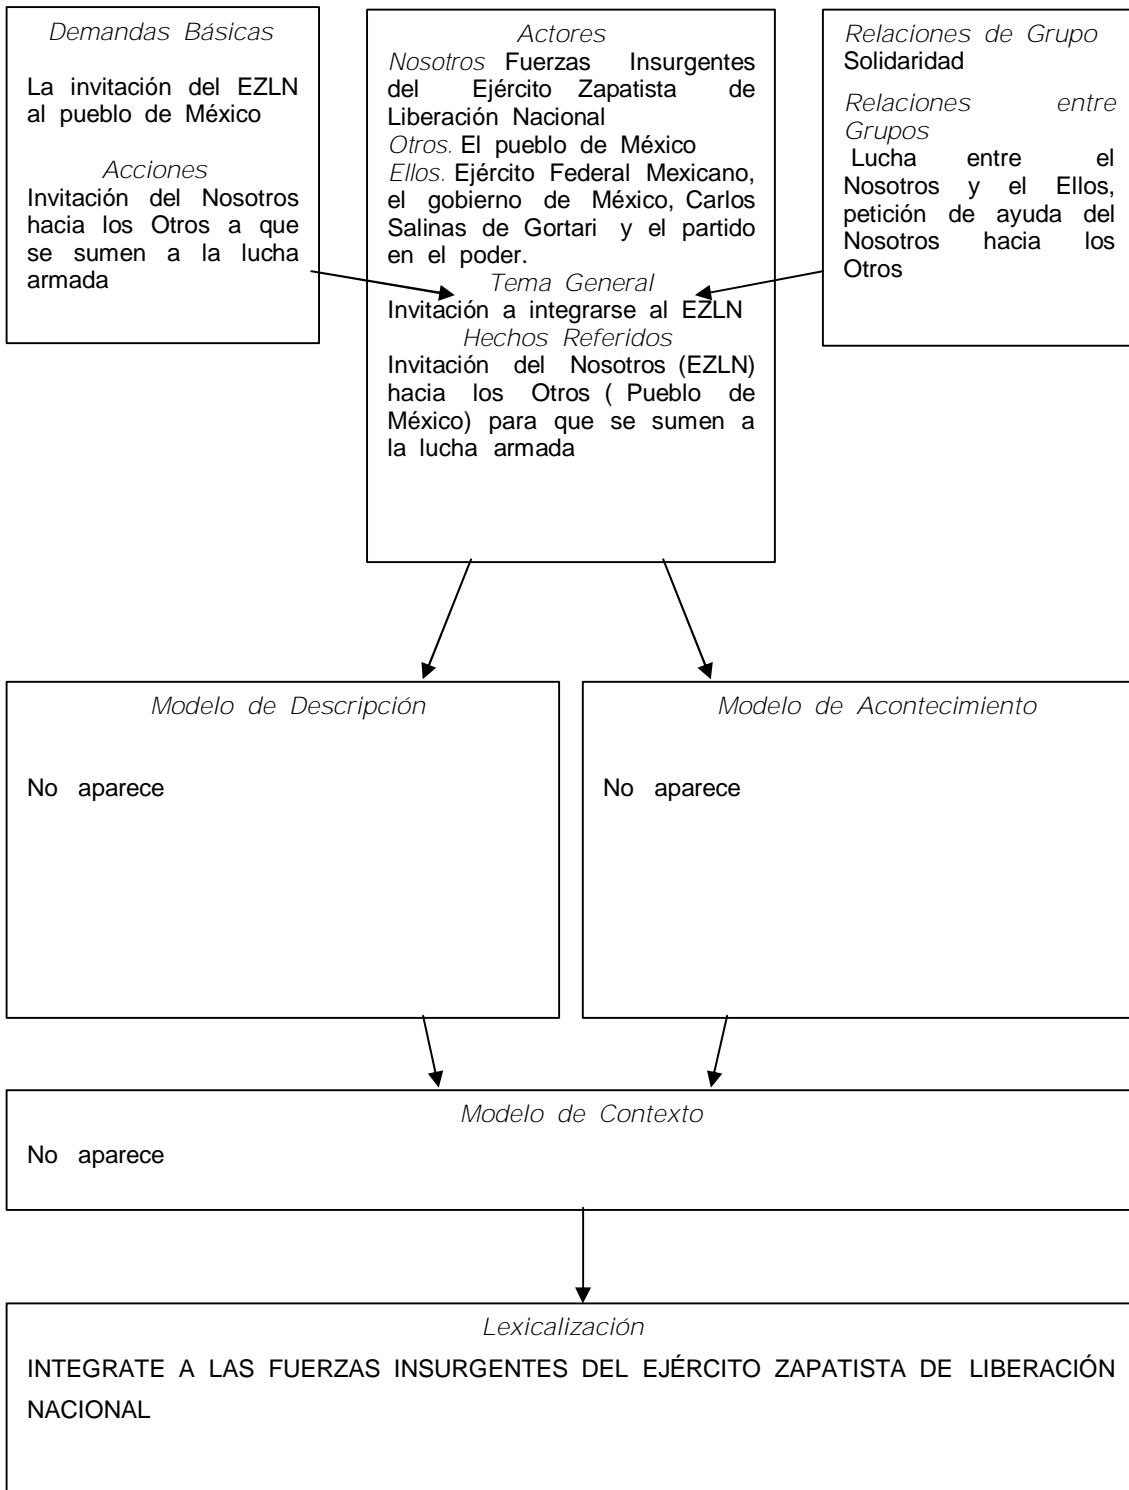 Demandas Básicas
La invitación del EZLN
al pueblo de México
Acciones
Invitación del Nosotros
hacia los Otros a que
se sumen a la lucha
armada
Actores
Nosotros Fuerzas Insurgentes
del Ejército Zapatista de
Liberación Nacional
Otros. El pueblo de México
Ellos. Ejército Federal Mexicano,
el gobierno de México, Carlos
Salinas de Gortari y el partido
en el poder.
Tema General
Invitación a integrarse al EZLN
Hechos Referidos
Invitación del Nosotros (EZLN)
hacia los Otros ( Pueblo de
México) para que se sumen a
la lucha armada
Relaciones de Grupo
Solidaridad
Relaciones entre
Grupos
Lucha entre el
Nosotros y el Ellos,
petición de ayuda del
Nosotros hacia los
Otros
Modelo de Descripción
No aparece
Modelo de Acontecimiento
No aparece
Modelo de Contexto
No aparece
Lexicalización
INTEGRATE A LAS FUERZAS INSURGENTES DEL EJÉRCITO ZAPATISTA DE LIBERACIÓN
NACIONAL